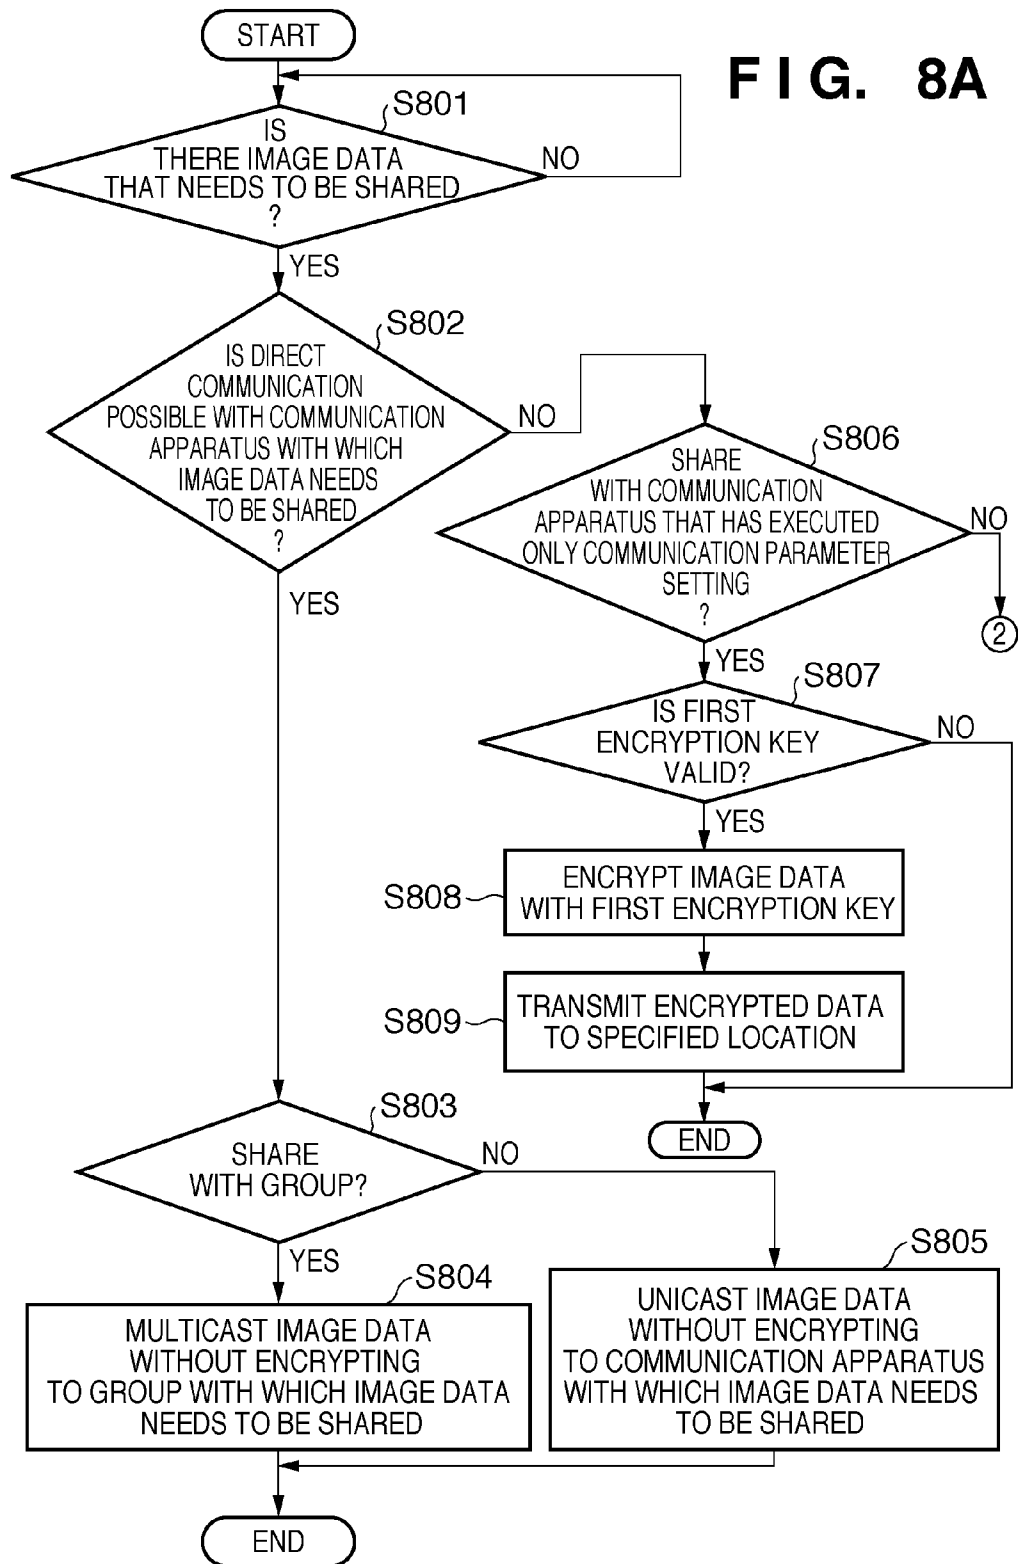 START
FIG. 8A
S801
IS
THERE IMAGE DATA
THAT NEEDS TO BE SHARED
?
NO
YES
S802
IS DIRECT
COMMUNICATION
POSSIBLE WITH COMMUNICATION
APPARATUS WITH WHICH
IMAGE DATA NEEDS
TO BE SHARED
?
NO
YES
S806
SHARE
WITH COMMUNICATION
APPARATUS THAT HAS EXECUTED
ONLY COMMUNICATION PARAMETER
SETTING
?
NO
2
YES
S807
IS FIRST
ENCRYPTION KEY
VALID?
NO
YES
S808
ENCRYPT IMAGE DATA
WITH FIRST ENCRYPTION KEY
S809
TRANSMIT ENCRYPTED DATA
TO SPECIFIED LOCATION
END
S803
SHARE
WITH GROUP?
NO
YES
S804
MULTICAST IMAGE DATA
WITHOUT ENCRYPTING
TO GROUP WITH WHICH IMAGE DATA
NEEDS TO BE SHARED
S805
UNICAST IMAGE DATA
WITHOUT ENCRYPTING
TO COMMUNICATION APPARATUS
WITH WHICH IMAGE DATA NEEDS
TO BE SHARED
END